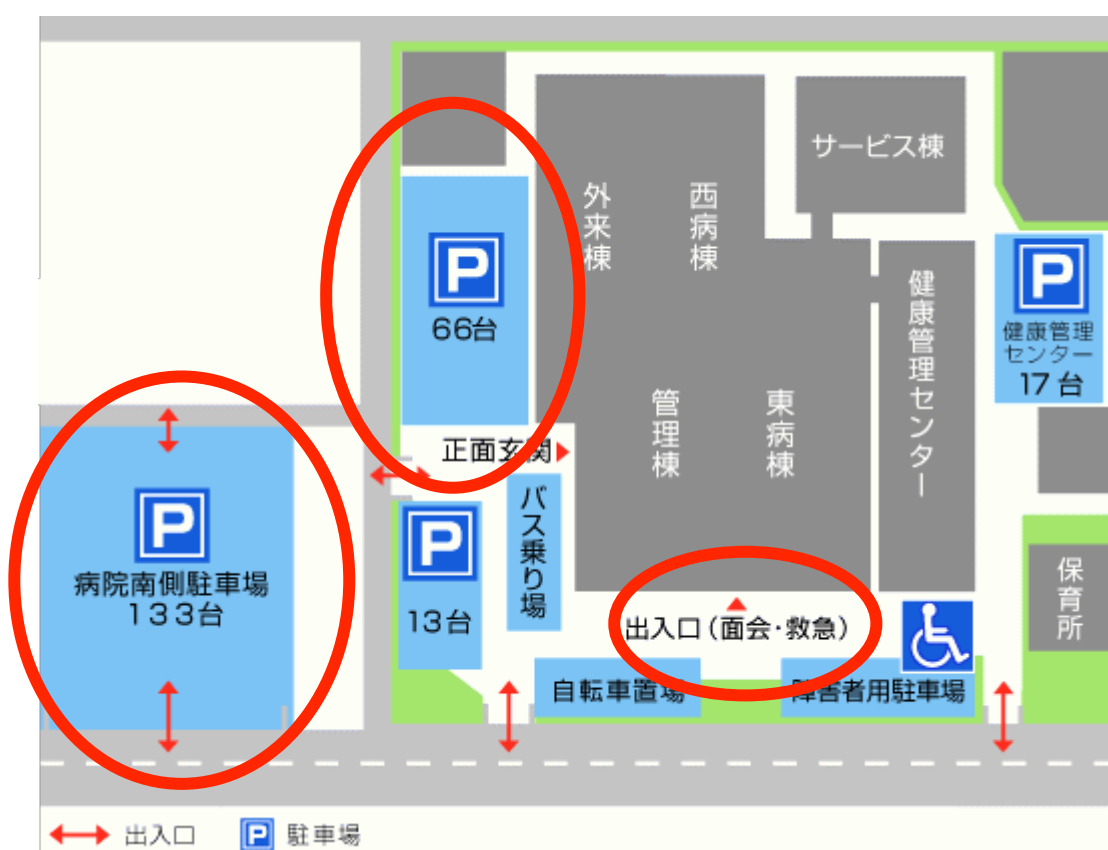 サービス棟
外来棟
西病棟
P
66台
健康管理センター
P
健康管理
センター
17台
管理棟
東病棟
正面玄関
P
病院南側駐車場
133台
P
13台
バス乗り場
出入口(面会・救急)
保育所
自転車置場
障害者用駐車場
出入口
P 駐車場